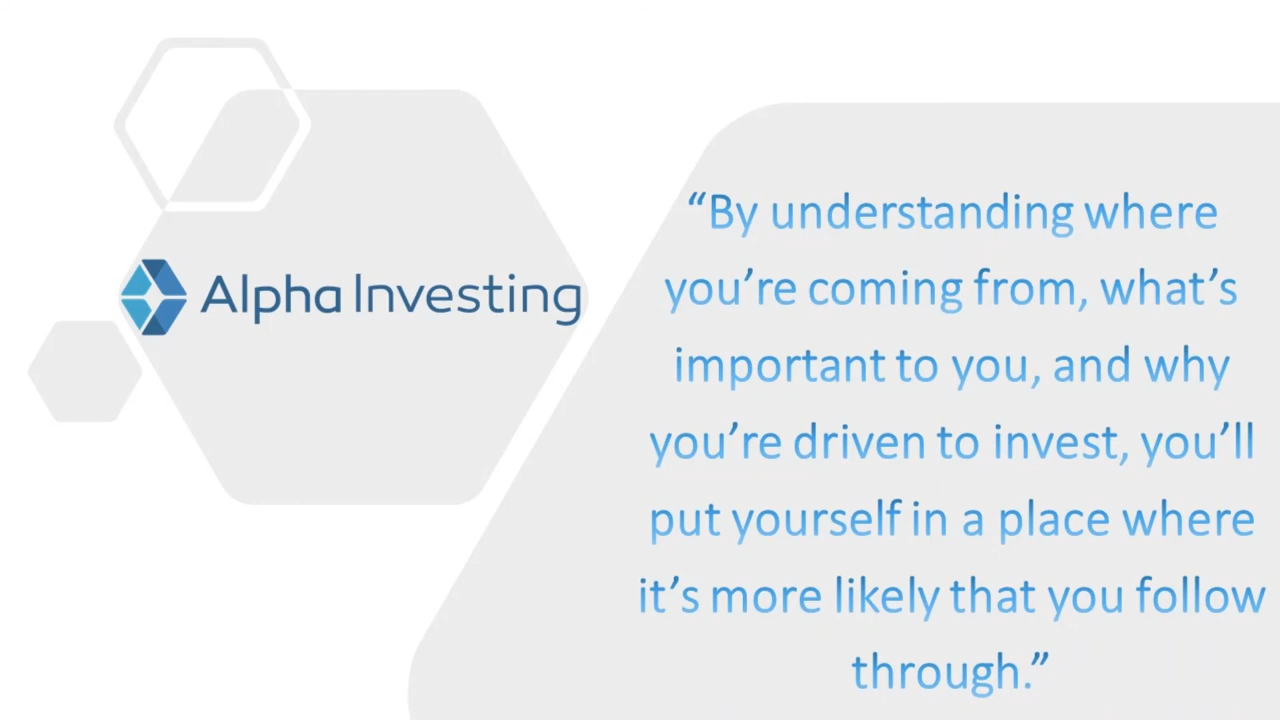 Alpha Investing
“By understanding where
you’re coming from, what’s
important to you, and why
you’re driven to invest, you’ll
put yourself in a place where
it’s more likely that you follow
through.”